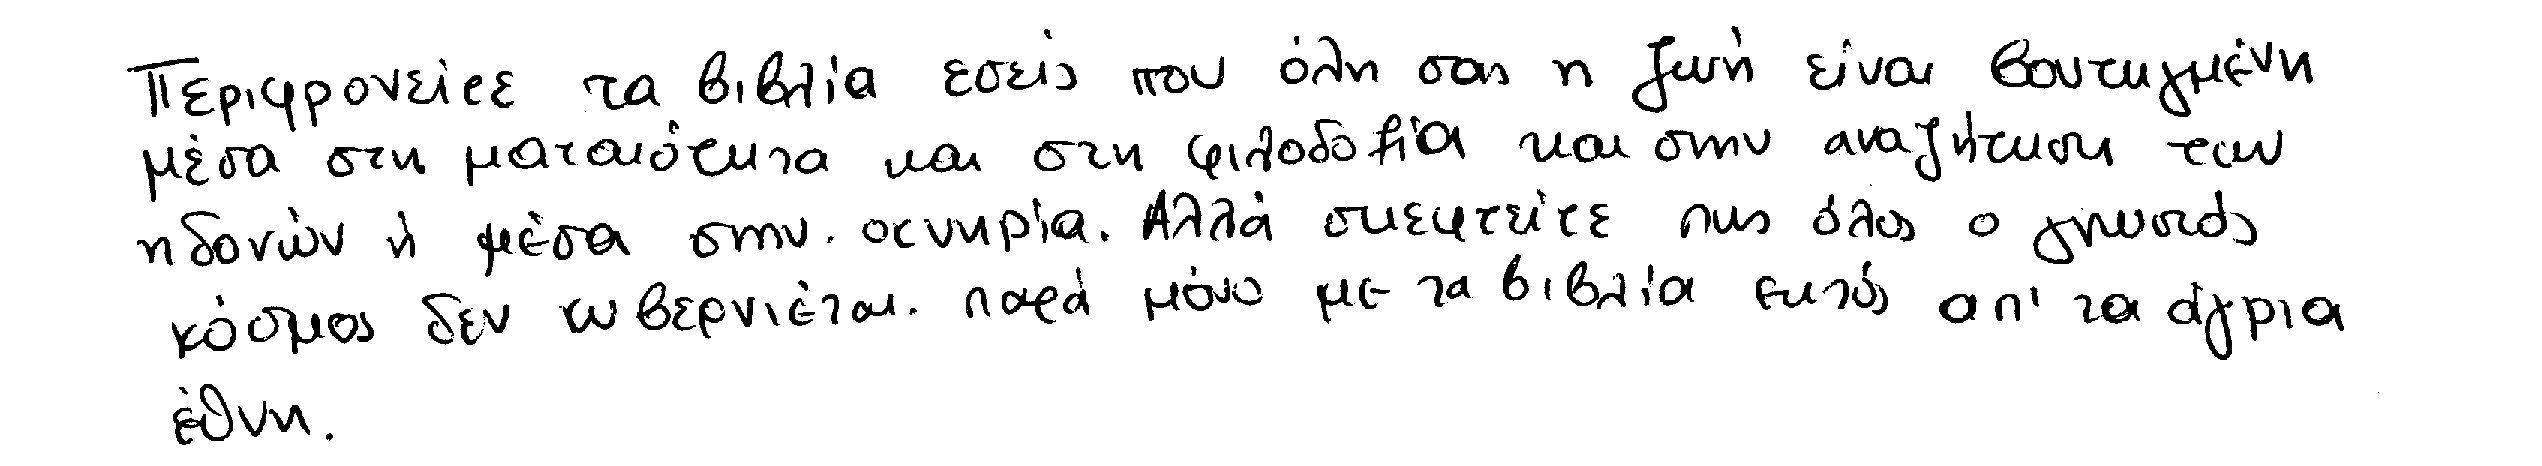 Περιφρονείτε τα βιβλία εσείς που όλη σας η ζωή είναι βουτηγμένη
μέσα στη ματαιότητα και στη φιλοδοξία και στην αναζήτηση των
ηδονών ή μέσα στην οκνηρία. Αλλά σκεφτείτε πως όλος ο γνωστός
κόσμος δεν κυβερνιέται παρά μόνο με τα βιβλία εκτός απ' τα άγρια
έθνη.